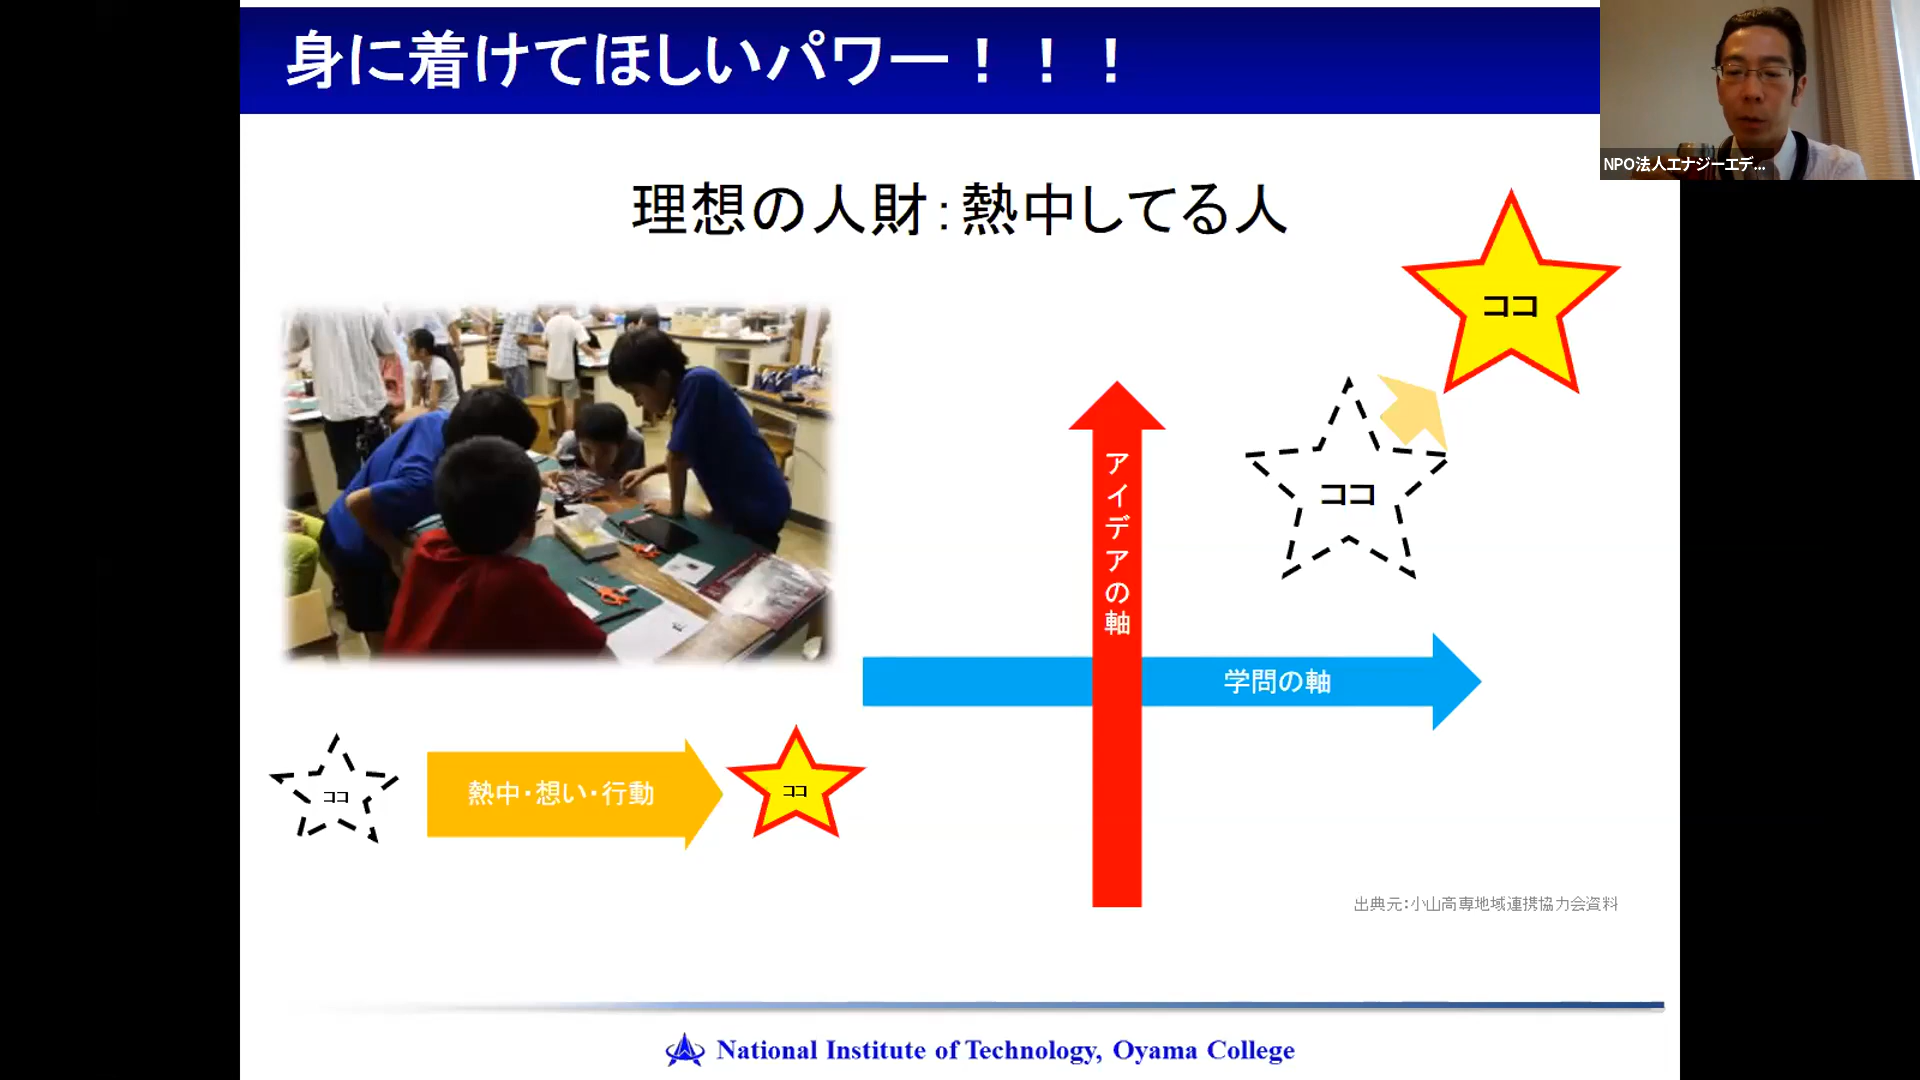 身に着けてほしいパワー！！！
NPO法人エナジーエデ...
理想の人財：熱中してる人
ココ
ココ
アイデアの軸
学問の軸
ココ
熱中・想い・行動
ココ
出典元：小山高専地域連携協力会資料
National Institute of Technology, Oyama College